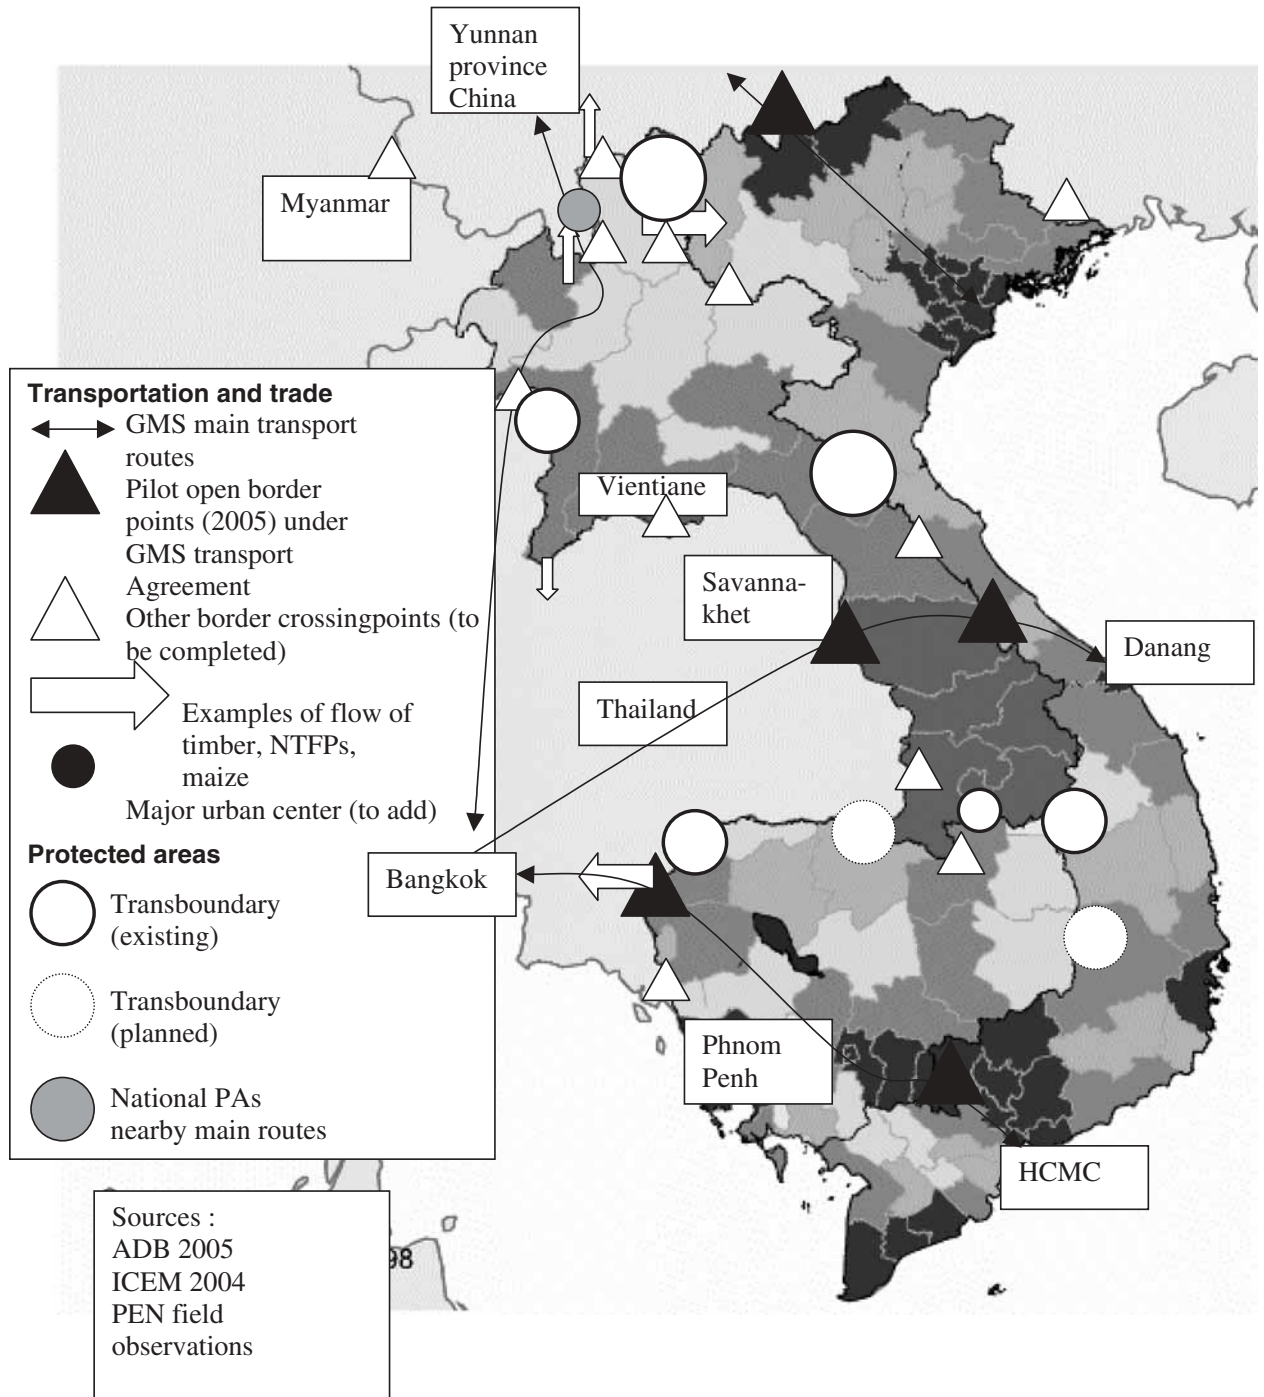 Yunnan
province
China
Myanmar
Transportation and trade
GMS main transport
routes
Pilot open border
points (2005) under
GMS transport
Agreement
Other border crossingpoints (to
be completed)
Examples of flow of
timber, NTFPs,
maize
Major urban center (to add)
Protected areas
Transboundary
(existing)
Transboundary
(planned)
National PAs
nearby main routes
Vientiane
Savanna-
khet
Danang
Thailand
Bangkok
Phnom
Penh
HCMC
Sources :
ADB 2005
ICEM 2004
PEN field
observations
98